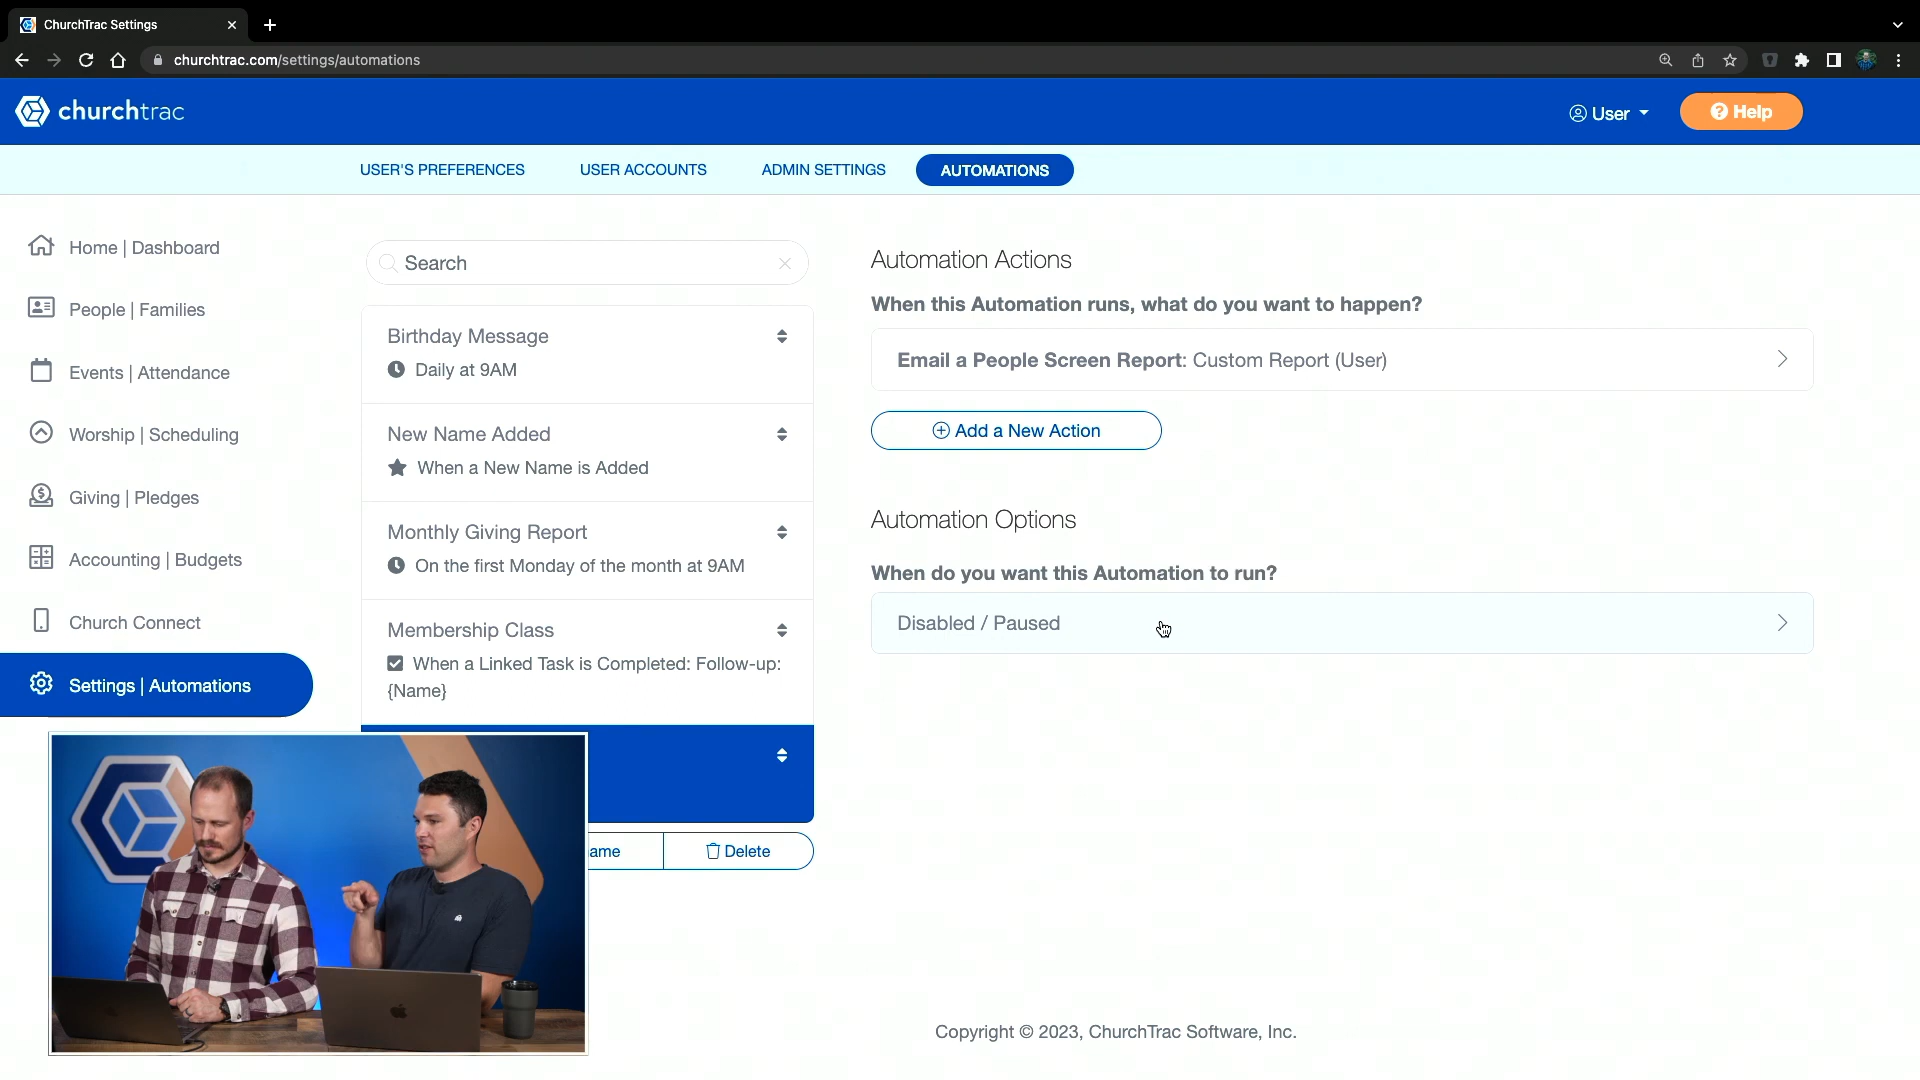 ChurchTrac Settings
churchtrac.com/settings/automations
churchtrac
User
Help
USER'S PREFERENCES
USER ACCOUNTS
ADMIN SETTINGS
AUTOMATIONS
Home | Dashboard
People | Families
Events | Attendance
Worship | Scheduling
Giving | Pledges
Accounting | Budgets
Church Connect
Settings | Automations
Search
Birthday Message
Daily at 9AM
New Name Added
When a New Name is Added
Monthly Giving Report
On the first Monday of the month at 9AM
Membership Class
When a Linked Task is Completed: Follow-up:
{Name}
ame
Delete
Automation Actions
When this Automation runs, what do you want to happen?
Email a People Screen Report: Custom Report (User)
Add a New Action
Automation Options
When do you want this Automation to run?
Disabled / Paused
Copyright © 2023, ChurchTrac Software, Inc.